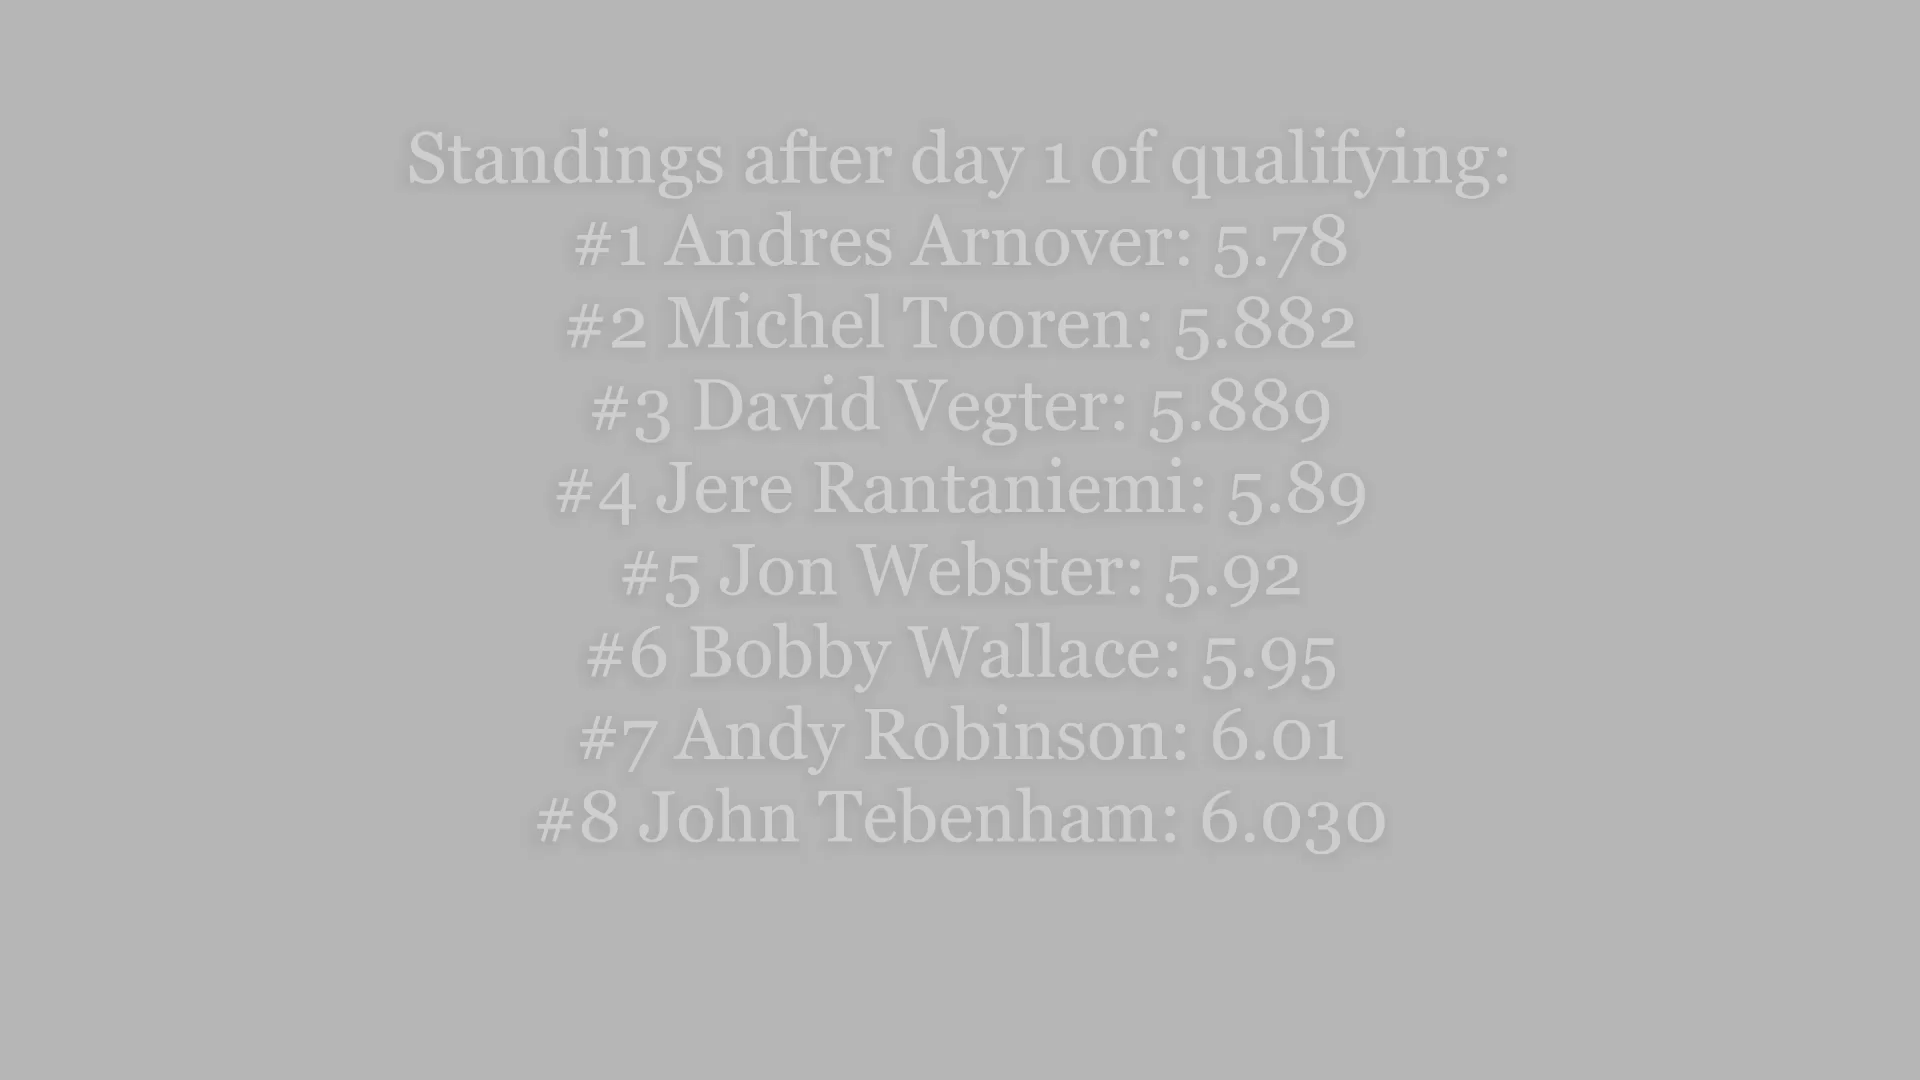 Standings after day 1 of qualifying:
#1 Andres Arnover: 5.78
#2 Michel Tooren: 5.882
#3 David Vegter: 5.889
#4 Jere Rantaniemi: 5.89
#5 Jon Webster: 5.92
#6 Bobby Wallace: 5.95
#7 Andy Robinson: 6.01
#8 John Tebenham: 6.030